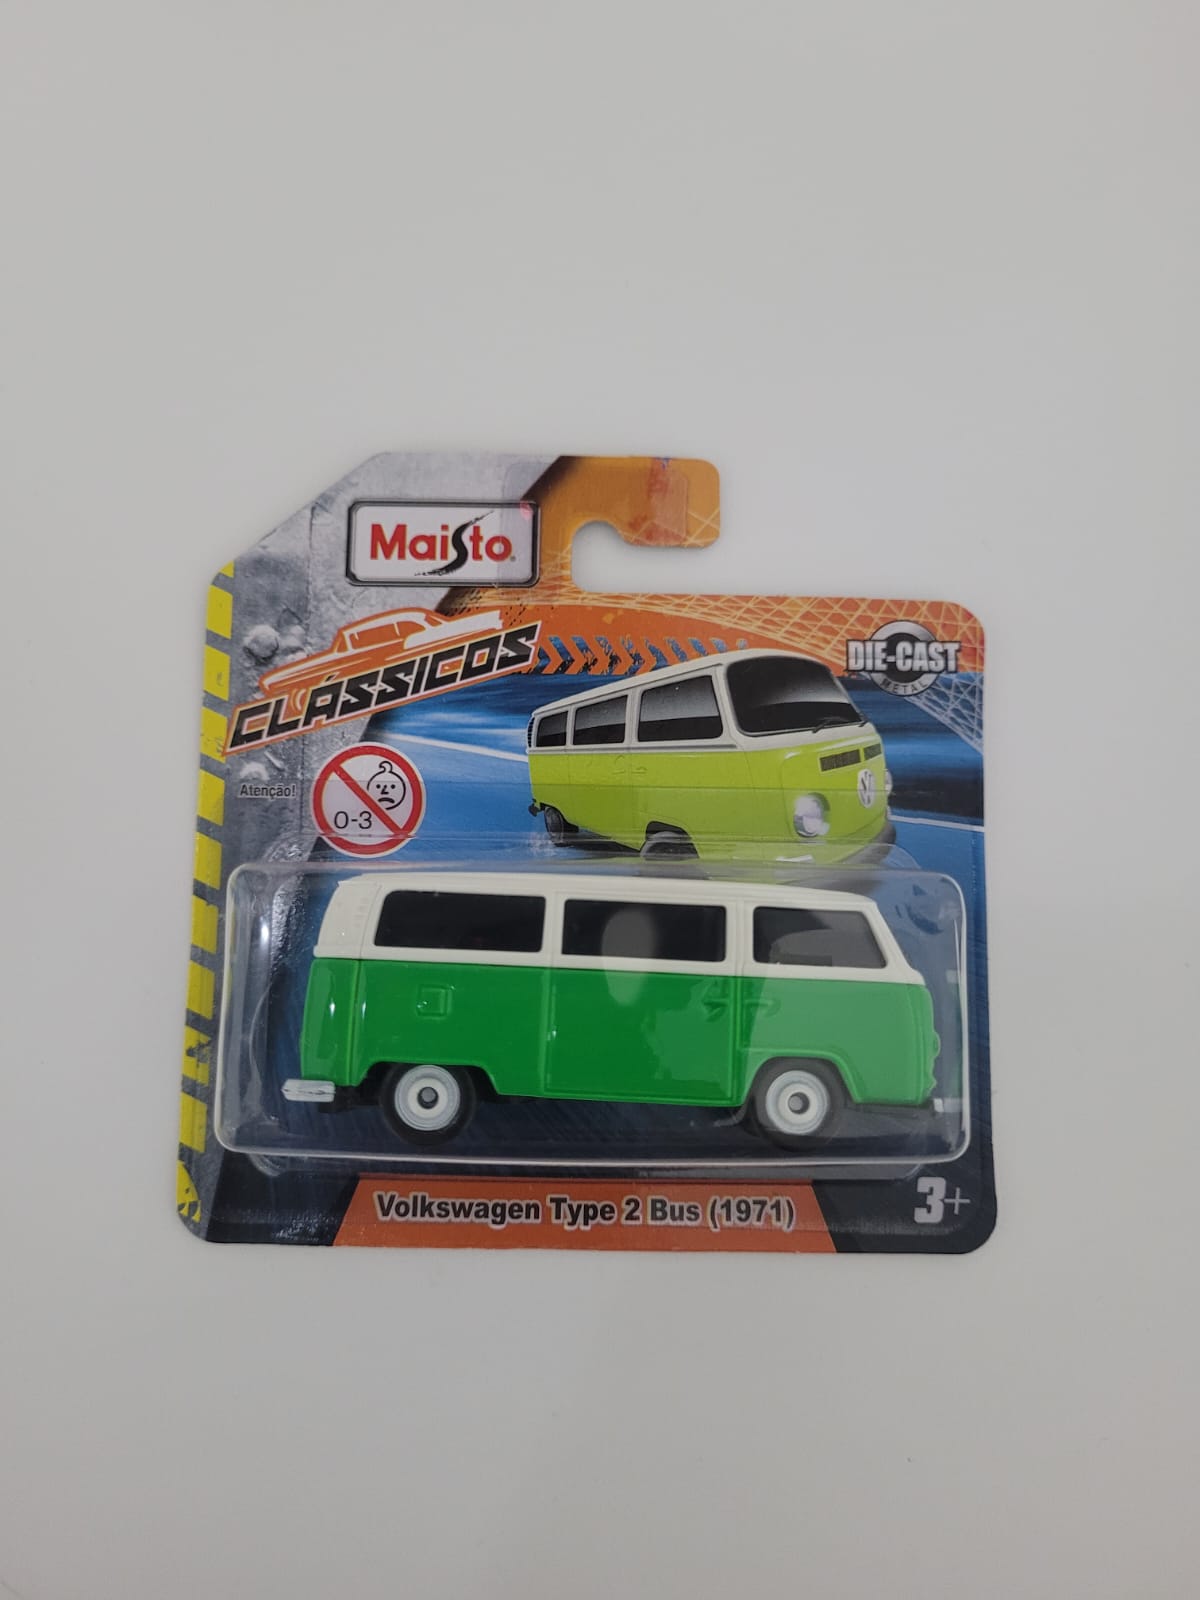 Maisto
CLÁSSICOS
DIE-CAST
METAL
Atenção!
0-3
Volkswagen Type 2 Bus (1971)
3+